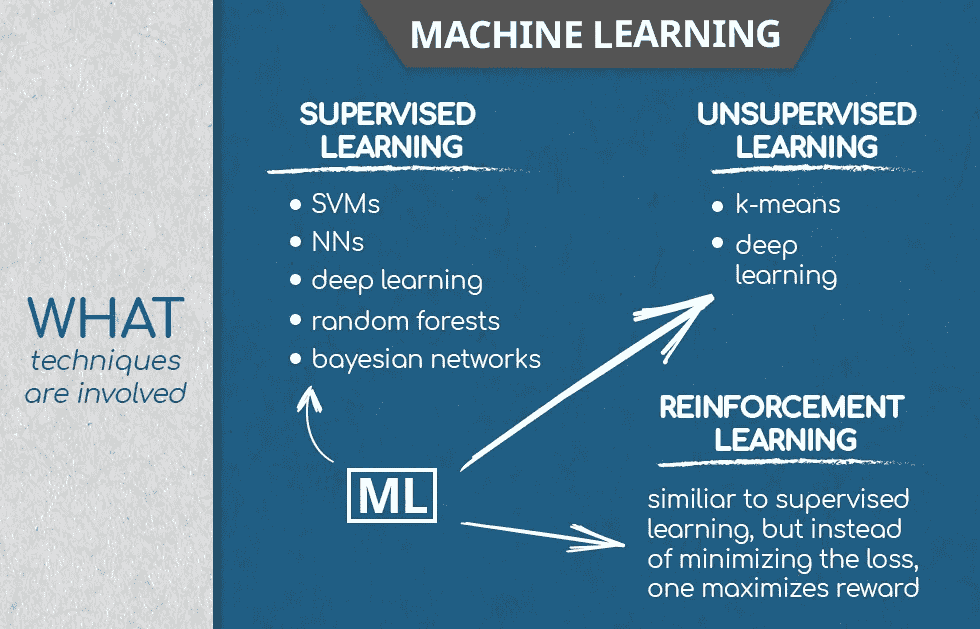 MACHINE LEARNING
WHAT
techniques
are involved
SUPERVISED
LEARNING
• SVMs
• NNs
• deep learning
• random forests
• bayesian networks
UNSUPERVISED
LEARNING
• k-means
• deep
learning
ML
REINFORCEMENT
LEARNING
similiar to supervised
learning, but instead
of minimizing the loss,
one maximizes reward